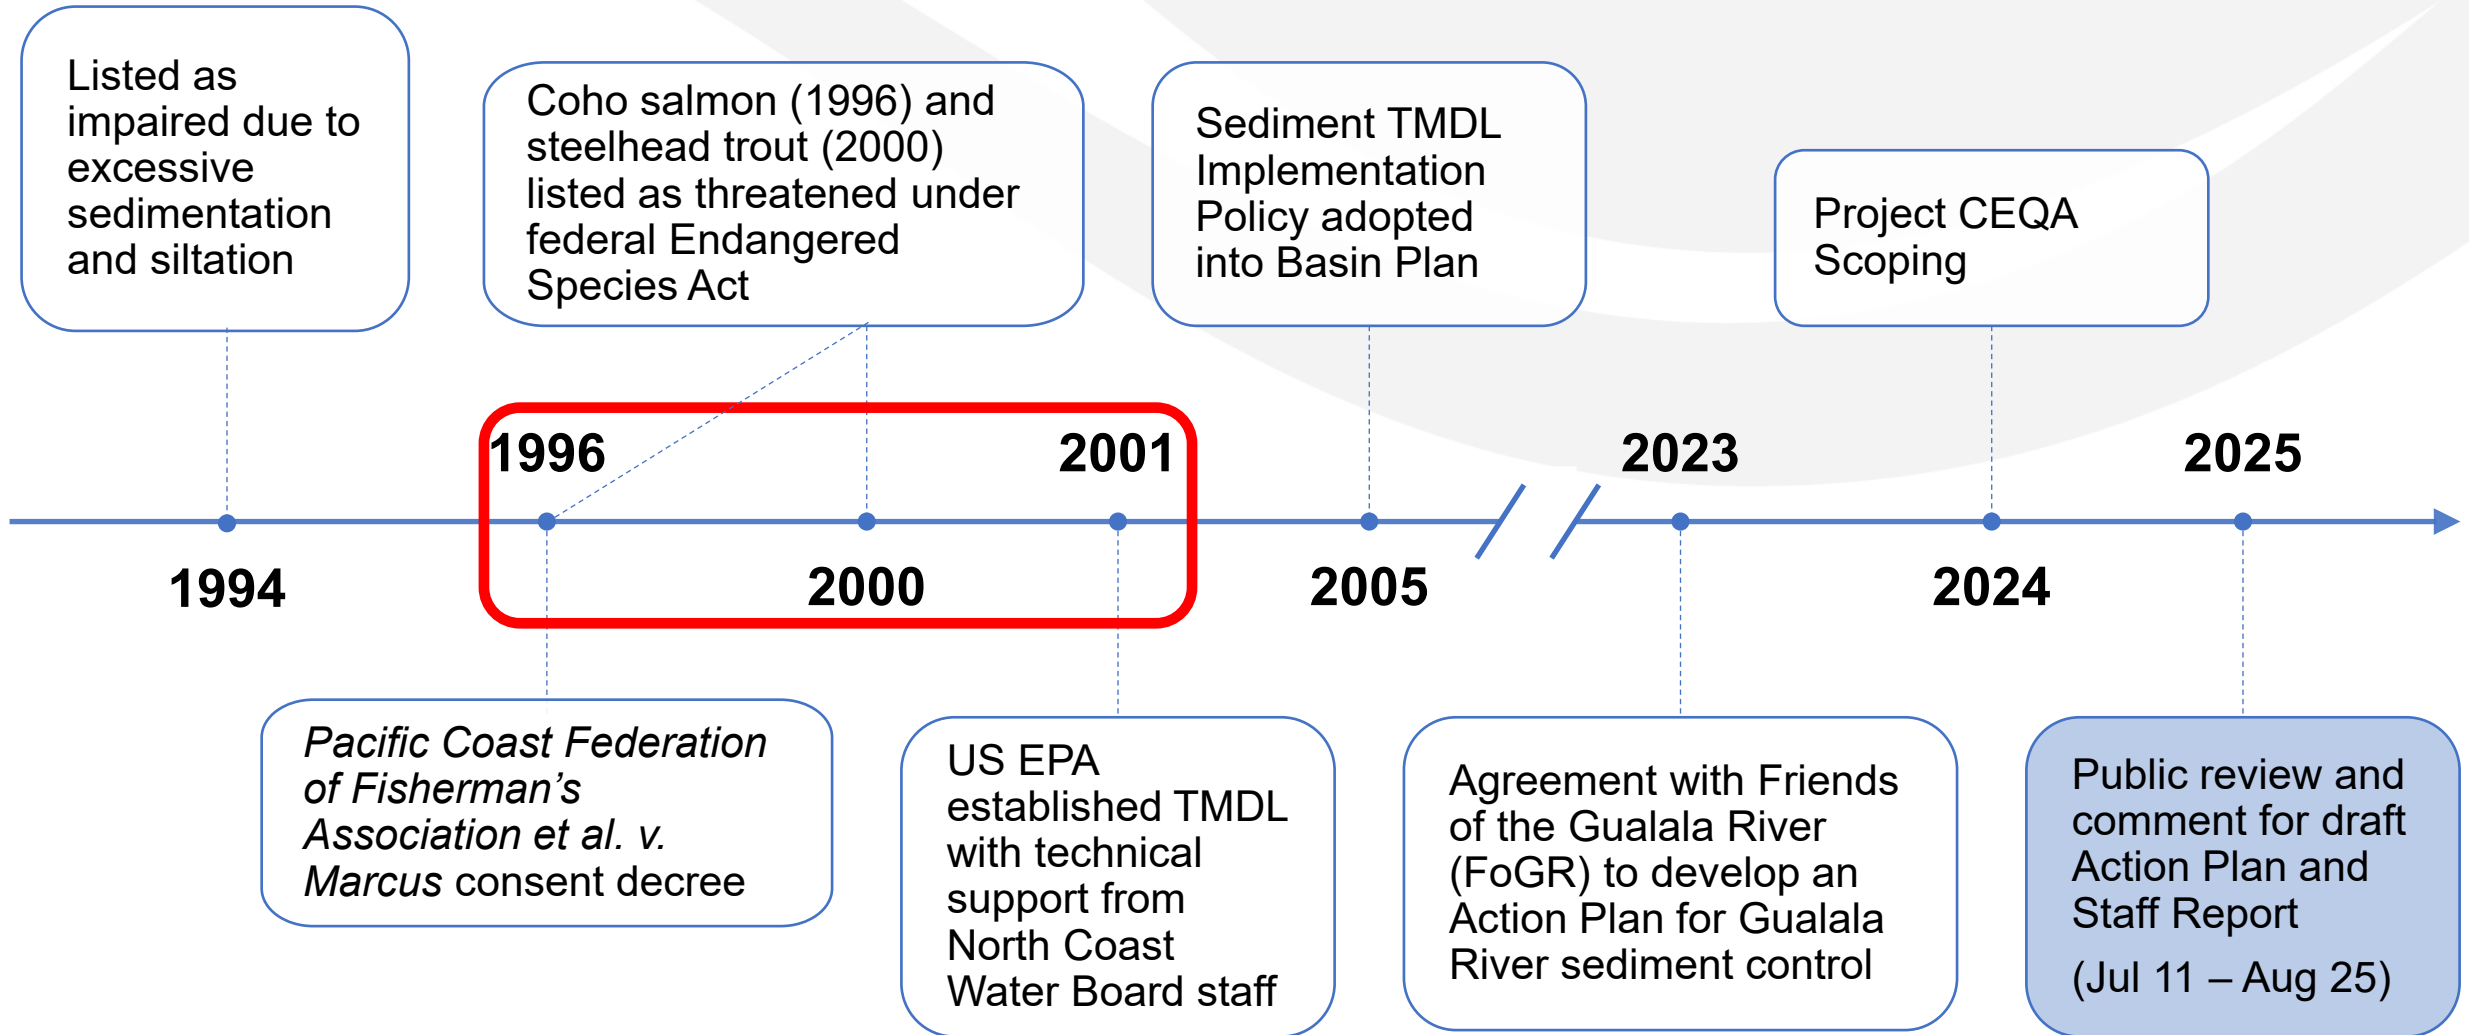 Listed as
impaired due to
excessive
sedimentation
and siltation
Coho salmon (1996) and
steelhead trout (2000)
listed as threatened under
federal Endangered
Species Act
Sediment TMDL
Implementation
Policy adopted
into Basin Plan
Project CEQA
Scoping
1996
2001
2023
2025
1994
2000
2005
2024
Pacific Coast Federation
of Fisherman’s
Association et al. v.
Marcus consent decree
US EPA
established TMDL
with technical
support from
North Coast
Water Board staff
Agreement with Friends
of the Gualala River
(FoGR) to develop an
Action Plan for Gualala
River sediment control
Public review and
comment for draft
Action Plan and
Staff Report
(Jul 11 – Aug 25)